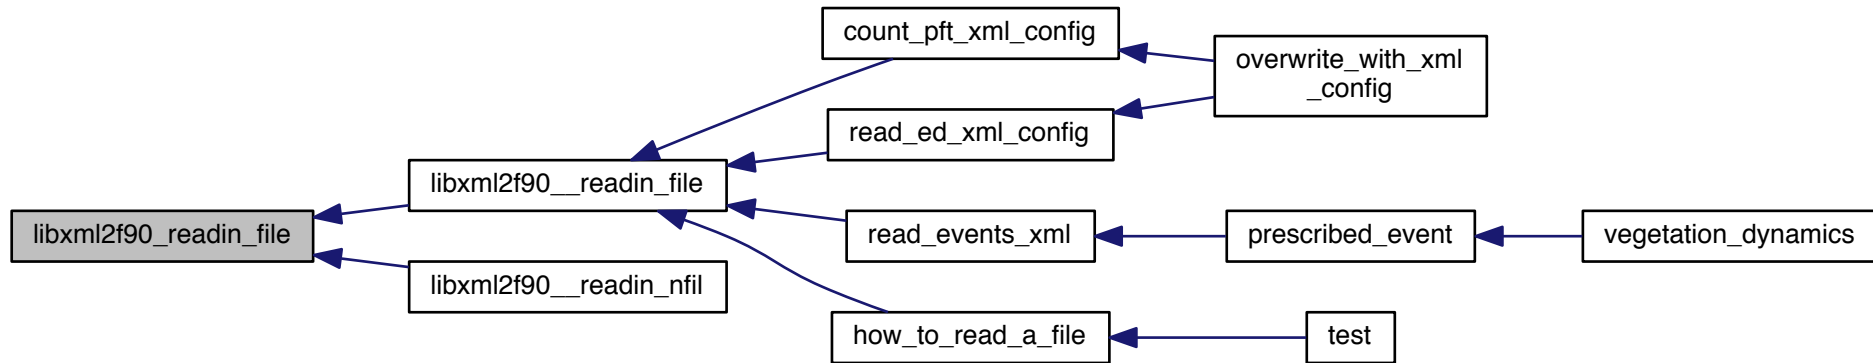 count_pft_xml_config
overwrite_with_xml
_config
read_ed_xml_config
libxml2f90__readin_file
libxml2f90_readin_file
read_events_xml
prescribed_event
vegetation_dynamics
libxml2f90__readin_nfil
how_to_read_a_file
test